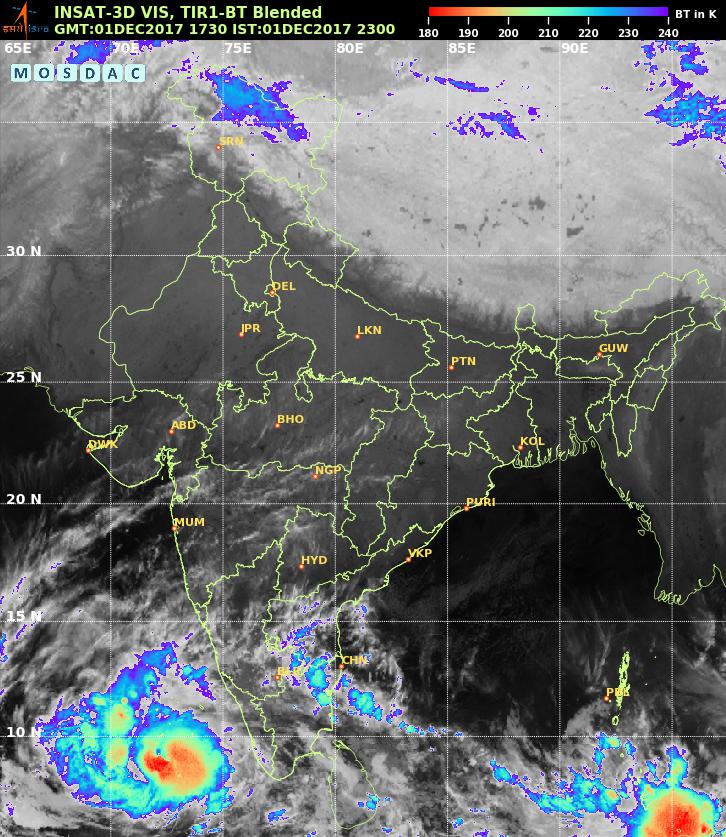 INSAT-3D VIS, TIR1-BT Blended
GMT:01DEC2017 1730 IST:01DEC2017 2300
BT in K
180 190 200 210 220 230 240
65E 70E 75E 80E 85E 90E
MOSDAC
SRN
30 N
DEL
JPR
LKN
GUW
PTN
25 N
BHO
ABD
DWK
KOL
NGP
20 N
PURI
MUM
VKP
HYD
15 N
CHN
10 N